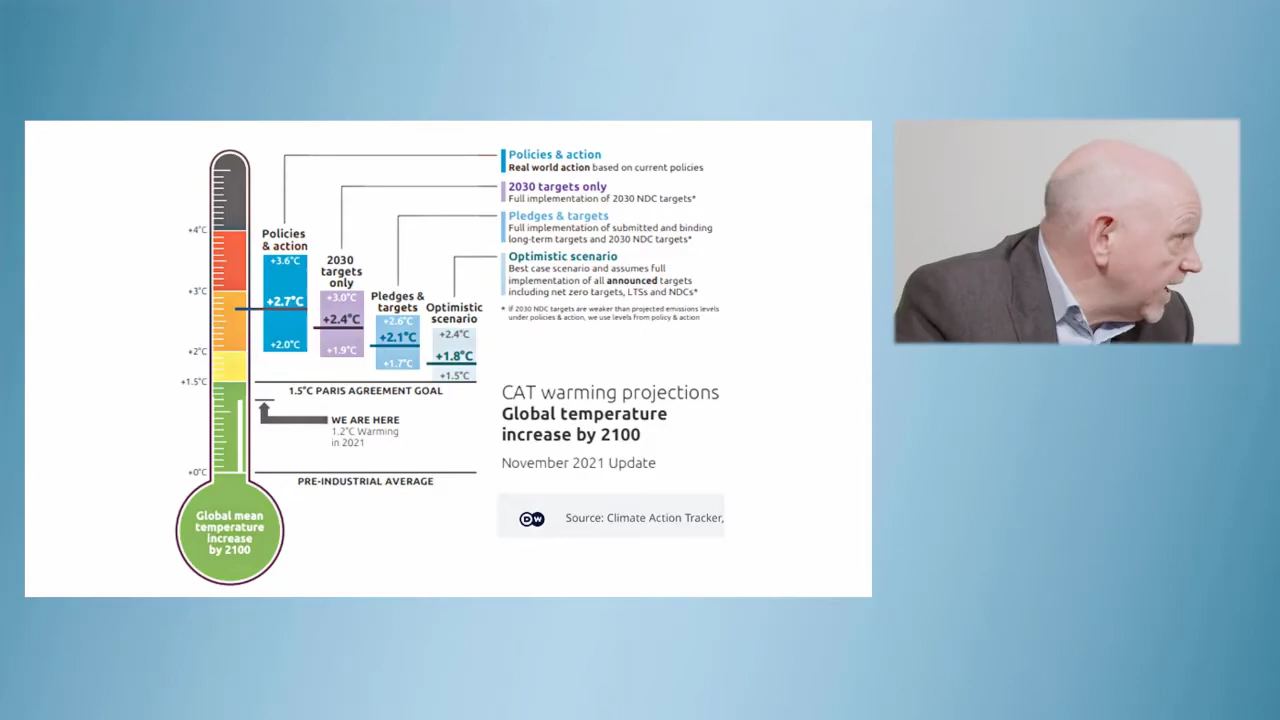 Policies & action
Real world action based on current policies
2030 targets only
Full implementation of 2030 NDC targets*
Pledges & targets
Full implementation of submitted and binding
long-term targets and 2030 NDC targets*
Optimistic scenario
Best case scenario and assumes full
implementation of all announced targets
including net zero targets, LTSs and NDCs*
* If 2030 NDC targets are weaker than projected emissions levels
under policies & action, we use levels from policy & action
+4°C
+3°C
+2°C
+1.5°C
+0°C
Policies
& action
+3.6°C
+2.7°C
+2.0°C
2030
targets
only
+3.0°C
+2.4°C
+1.9°C
Pledges &
targets
+2.6°C
+2.1°C
+1.7°C
Optimistic
scenario
+2.4°C
+1.8°C
+1.5°C
1.5°C PARIS AGREEMENT GOAL
WE ARE HERE
1.2°C Warming
in 2021
PRE-INDUSTRIAL AVERAGE
Global mean
temperature
increase
by 2100
CAT warming projections
Global temperature
increase by 2100
November 2021 Update
DW
Source: Climate Action Tracker,